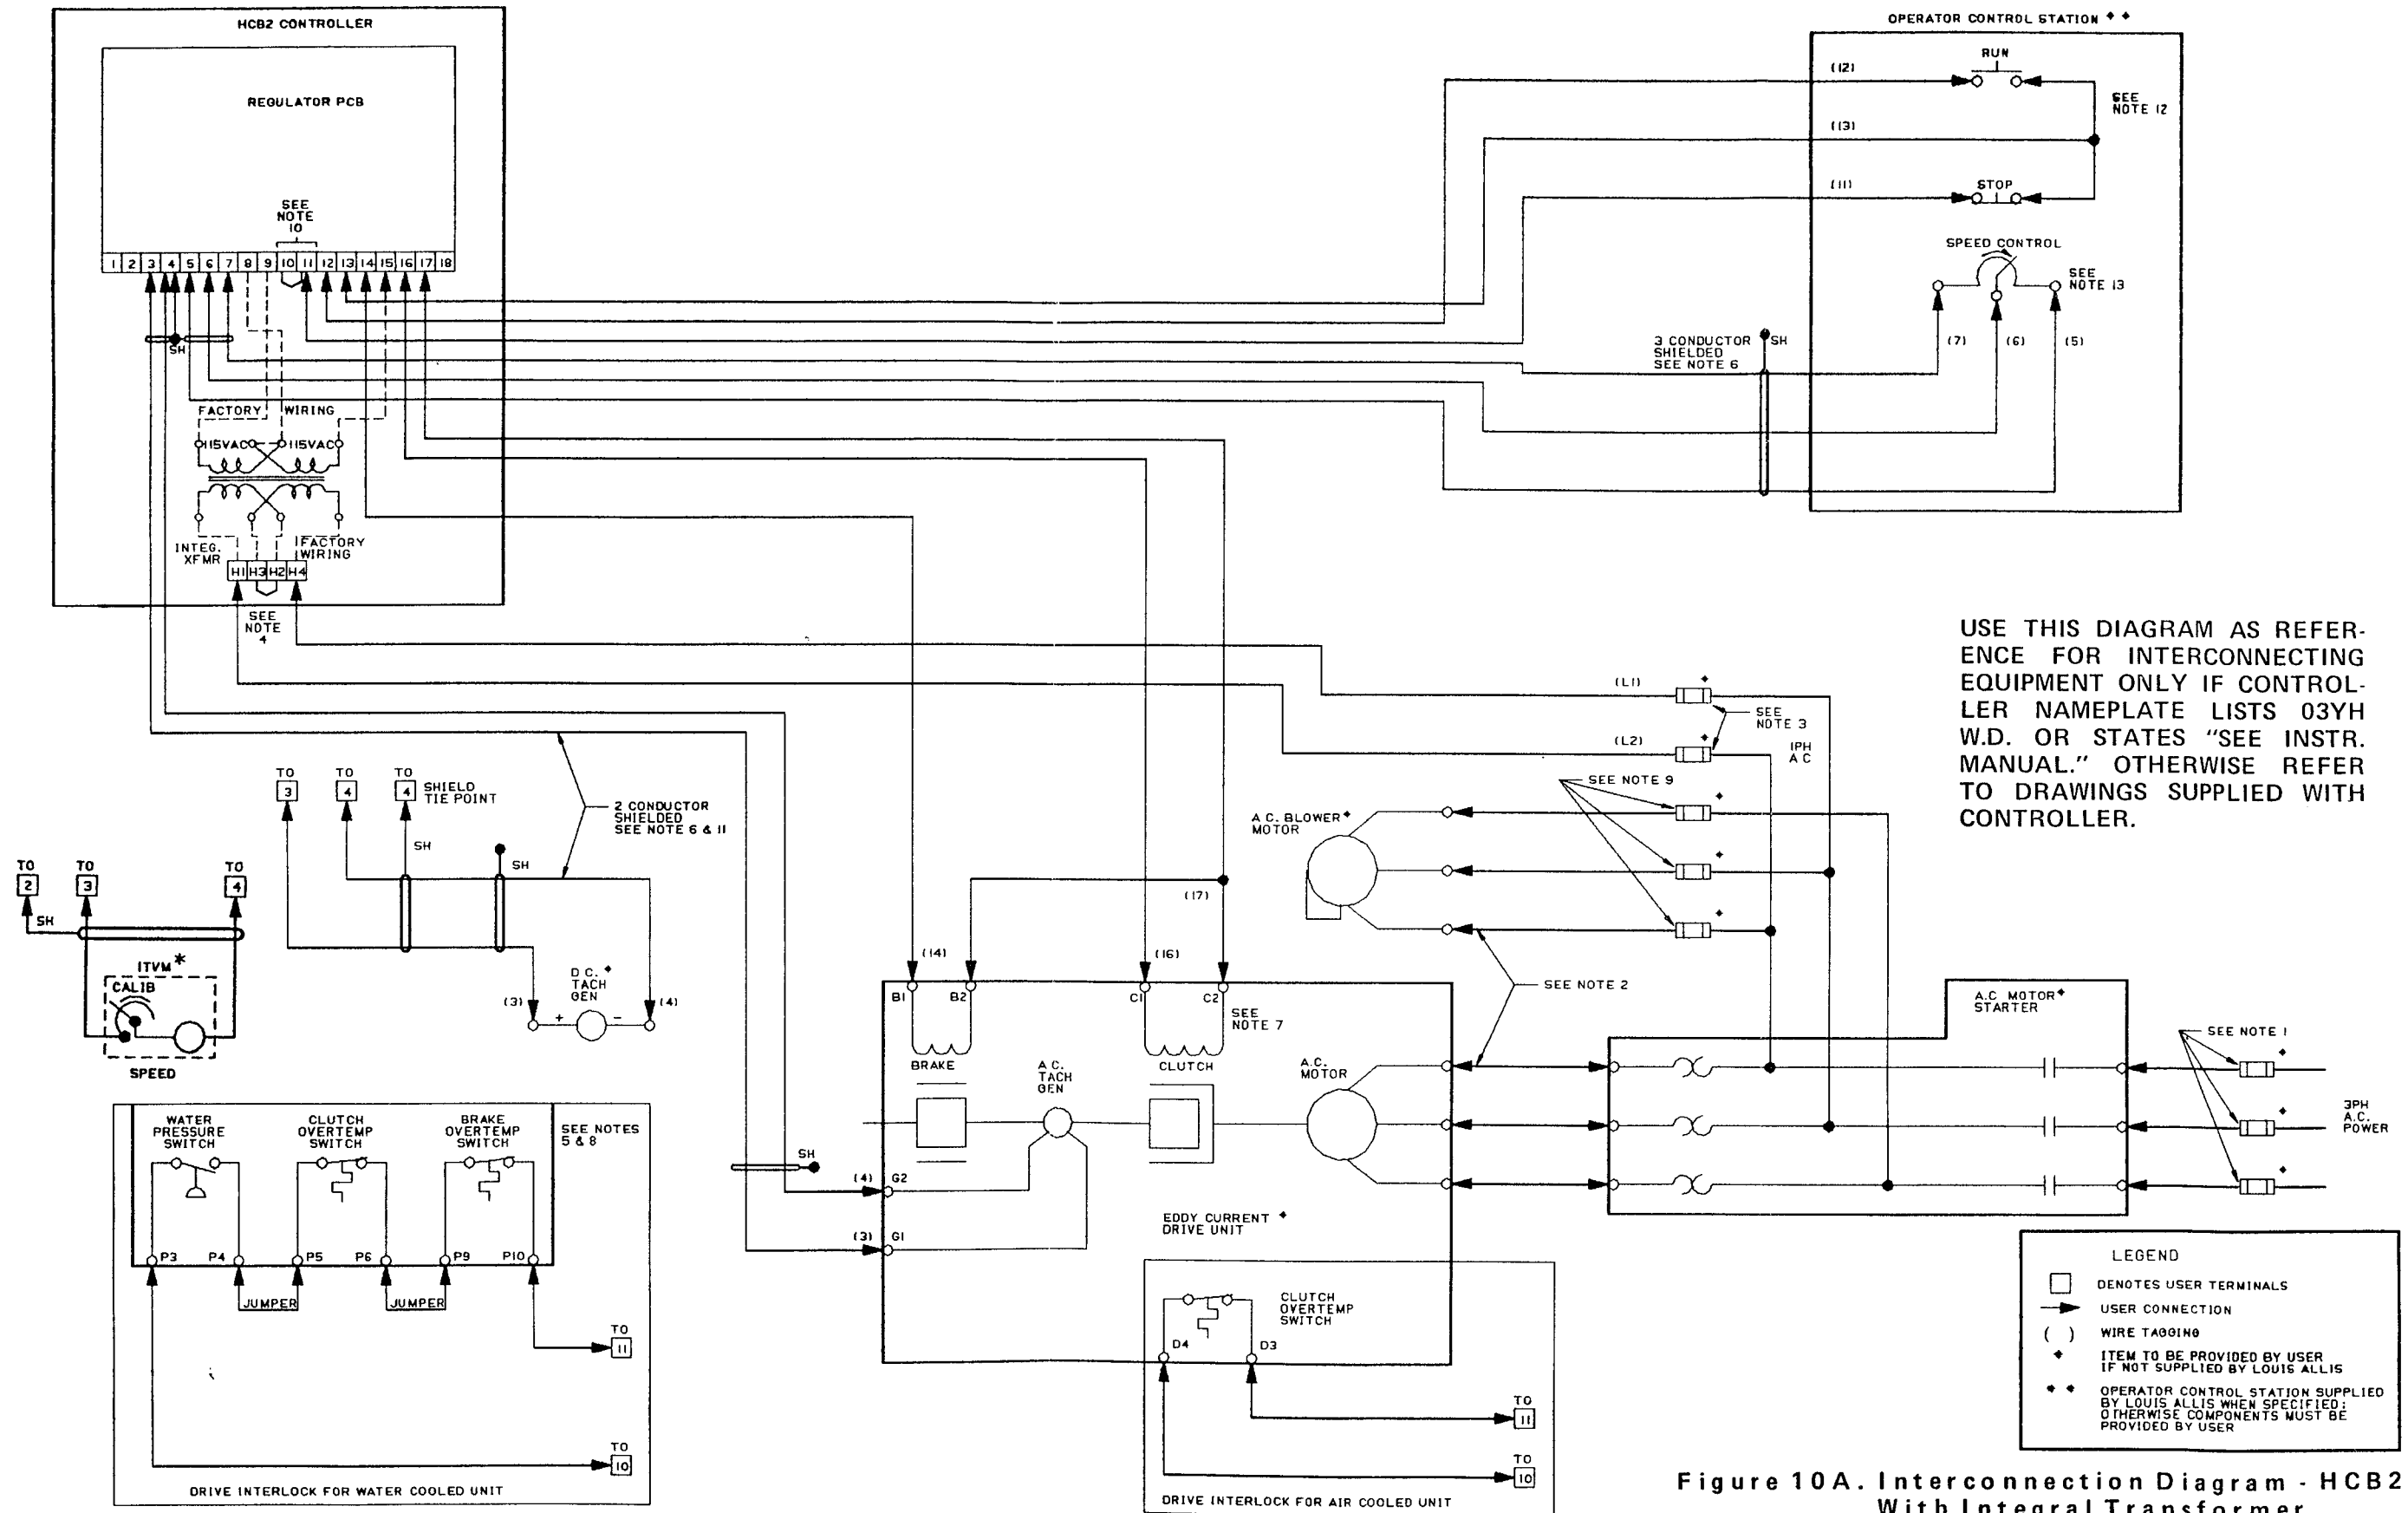 HCB2 CONTROLLER
REGULATOR PCB
SEE
NOTE
10
1 2 3 4 5 6 7 8 9 10 11 12 13 14 15 16 17 18
SH
FACTORY WIRING
115VAC 115VAC
INTEG.
XFMR
FACTORY
WIRING
H1 H3 H2 H4
SEE
NOTE
4
OPERATOR CONTROL STATION ♦ ♦
RUN
(12)
SEE
NOTE 12
(13)
(11)
STOP
SPEED CONTROL
SEE
NOTE 13
3 CONDUCTOR
SHIELDED
SEE NOTE 6
SH
(7) (6) (5)
USE THIS DIAGRAM AS REFER-
ENCE FOR INTERCONNECTING
EQUIPMENT ONLY IF CONTROL-
LER NAMEPLATE LISTS 03YH
W.D. OR STATES "SEE INSTR.
MANUAL." OTHERWISE REFER
TO DRAWINGS SUPPLIED WITH
CONTROLLER.
(L1) ♦
SEE
NOTE 3
(L2) ♦
1PH
A C
SEE NOTE 9
♦
♦
♦
A.C. BLOWER ♦
MOTOR
SEE NOTE 2
TO
3
TO
4
TO
4
SHIELD
TIE POINT
2 CONDUCTOR
SHIELDED
SEE NOTE 6 & 11
SH
SH
D C. ♦
TACH
GEN
(3) + - (4)
TO
2
TO
3
TO
4
SH
ITVM *
CALIB
SPEED
(17)
(14) (16)
B1 B2 C1 C2
SEE
NOTE 7
BRAKE
A C.
TACH
GEN
CLUTCH
A.C.
MOTOR
SH
(4) G2
(3) G1
EDDY CURRENT ♦
DRIVE UNIT
A.C MOTOR ♦
STARTER
SEE NOTE 1
♦
♦
♦
3PH
A.C.
POWER
WATER
PRESSURE
SWITCH
CLUTCH
OVERTEMP
SWITCH
BRAKE
OVERTEMP
SWITCH
SEE NOTES
5 & 8
P3 P4 P5 P6 P9 P10
JUMPER JUMPER
TO
11
TO
10
DRIVE INTERLOCK FOR WATER COOLED UNIT
CLUTCH
OVERTEMP
SWITCH
D4 D3
TO
11
TO
10
DRIVE INTERLOCK FOR AIR COOLED UNIT
LEGEND
DENOTES USER TERMINALS
USER CONNECTION
( ) WIRE TAGGING
♦ ITEM TO BE PROVIDED BY USER
IF NOT SUPPLIED BY LOUIS ALLIS
♦ ♦ OPERATOR CONTROL STATION SUPPLIED
BY LOUIS ALLIS WHEN SPECIFIED;
OTHERWISE COMPONENTS MUST BE
PROVIDED BY USER
Figure 10A. Interconnection Diagram - HCB2
With Integral Transformer